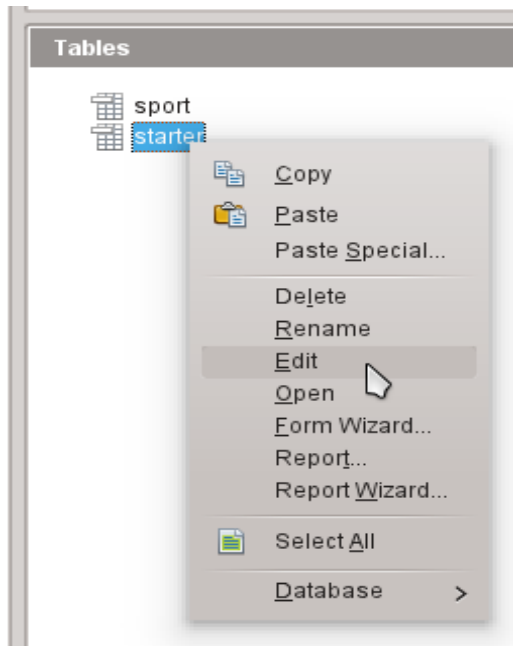 Tables
sport
starter
Copy
Paste
Paste Special...
Delete
Rename
Edit
Open
Form Wizard...
Report...
Report Wizard...
Select All
Database >